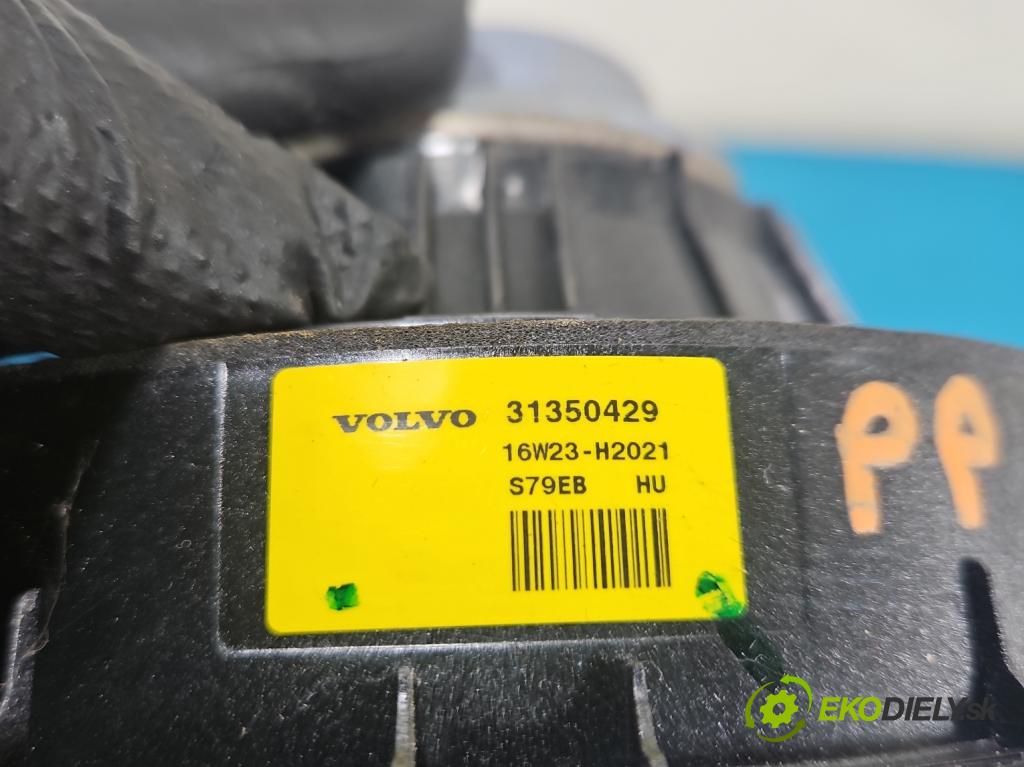 VOLVO 31350429
16W23-H2021
S79EB HU
PP
EKODIELY.sk